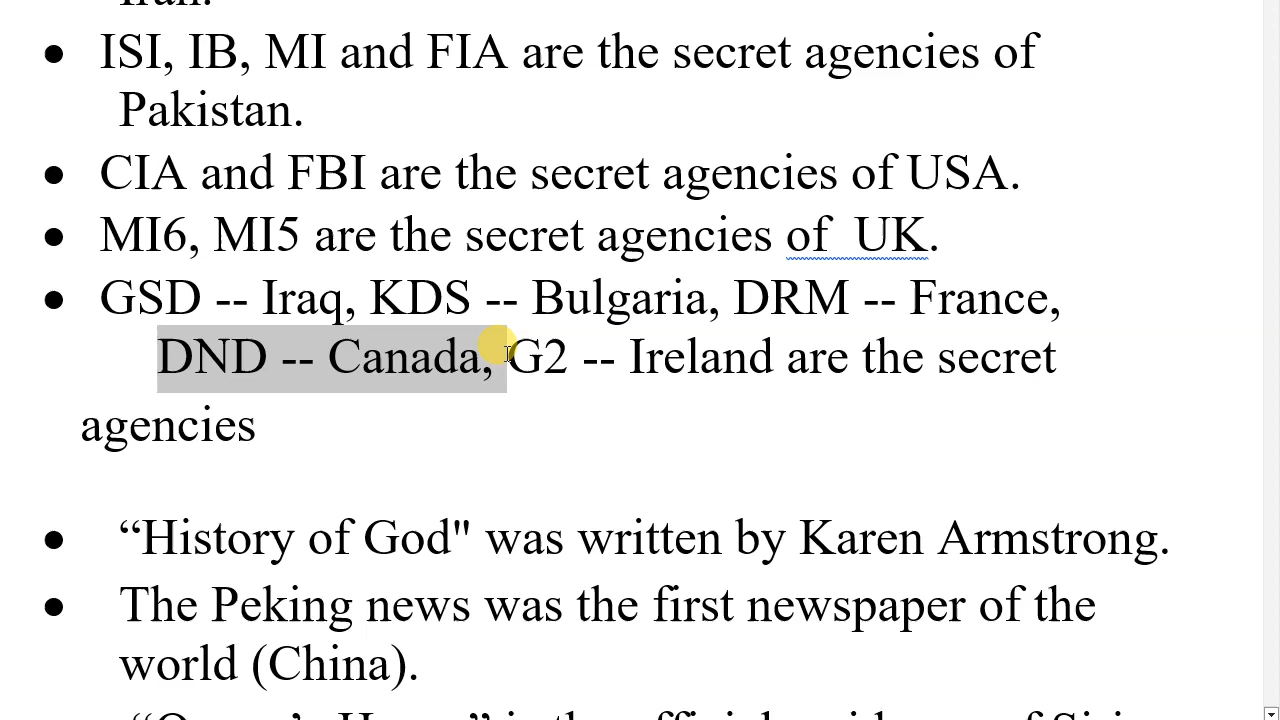 Iran.
• ISI, IB, MI and FIA are the secret agencies of
Pakistan.
• CIA and FBI are the secret agencies of USA.
• MI6, MI5 are the secret agencies of  UK.
• GSD -- Iraq, KDS -- Bulgaria, DRM -- France,
DND -- Canada, G2 -- Ireland are the secret
agencies
• “History of God" was written by Karen Armstrong.
• The Peking news was the first newspaper of the
world (China).